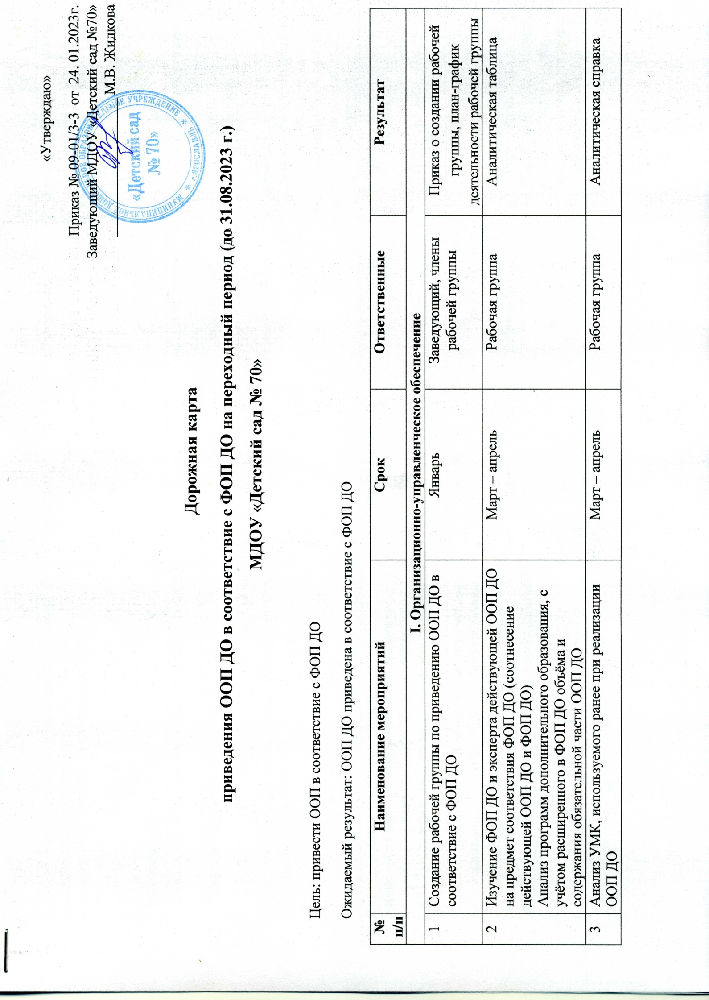 «Утверждаю»
Приказ № 09-01/3-3 от 24. 01.2023г.
Заведующий МДОУ «Детский сад №70»
М.В. Жидкова
МУНИЦИПАЛЬНОЕ ДОШКОЛЬНОЕ ОБРАЗОВАТЕЛЬНОЕ УЧРЕЖДЕНИЕ * г.ЯРОСЛАВЛЬ *
«Детский сад
№ 70»
Дорожная карта
приведения ООП ДО в соответствие с ФОП ДО на переходный период (до 31.08.2023 г.)
МДОУ «Детский сад № 70»
Цель: привести ООП в соответствие с ФОП ДО
Ожидаемый результат: ООП ДО приведена в соответствие с ФОП ДО
№
п/п
Наименование мероприятий
Срок
Ответственные
Результат
I. Организационно-управленческое обеспечение
1
Создание рабочей группы по приведению ООП ДО в
соответствие с ФОП ДО
Январь
Заведующий, члены
рабочей группы
Приказ о создании рабочей
группы, план-график
деятельности рабочей группы
2
Изучение ФОП ДО и эксперта действующей ООП ДО
на предмет соответствия ФОП ДО (соотнесение
действующей ООП ДО и ФОП ДО)
Анализ программ дополнительного образования, с
учётом расширенного в ФОП ДО объёма и
содержания обязательной части ООП ДО
Март – апрель
Рабочая группа
Аналитическая таблица
3
Анализ УМК, используемого ранее при реализации
ООП ДО
Март – апрель
Рабочая группа
Аналитическая справка